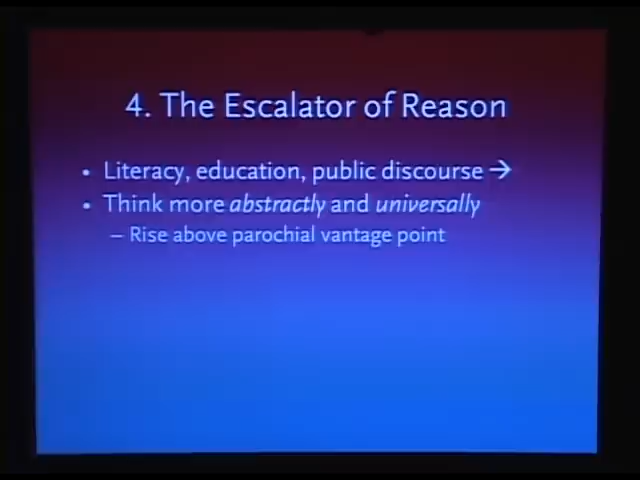 4. The Escalator of Reason
• Literacy, education, public discourse →
• Think more abstractly and universally
– Rise above parochial vantage point